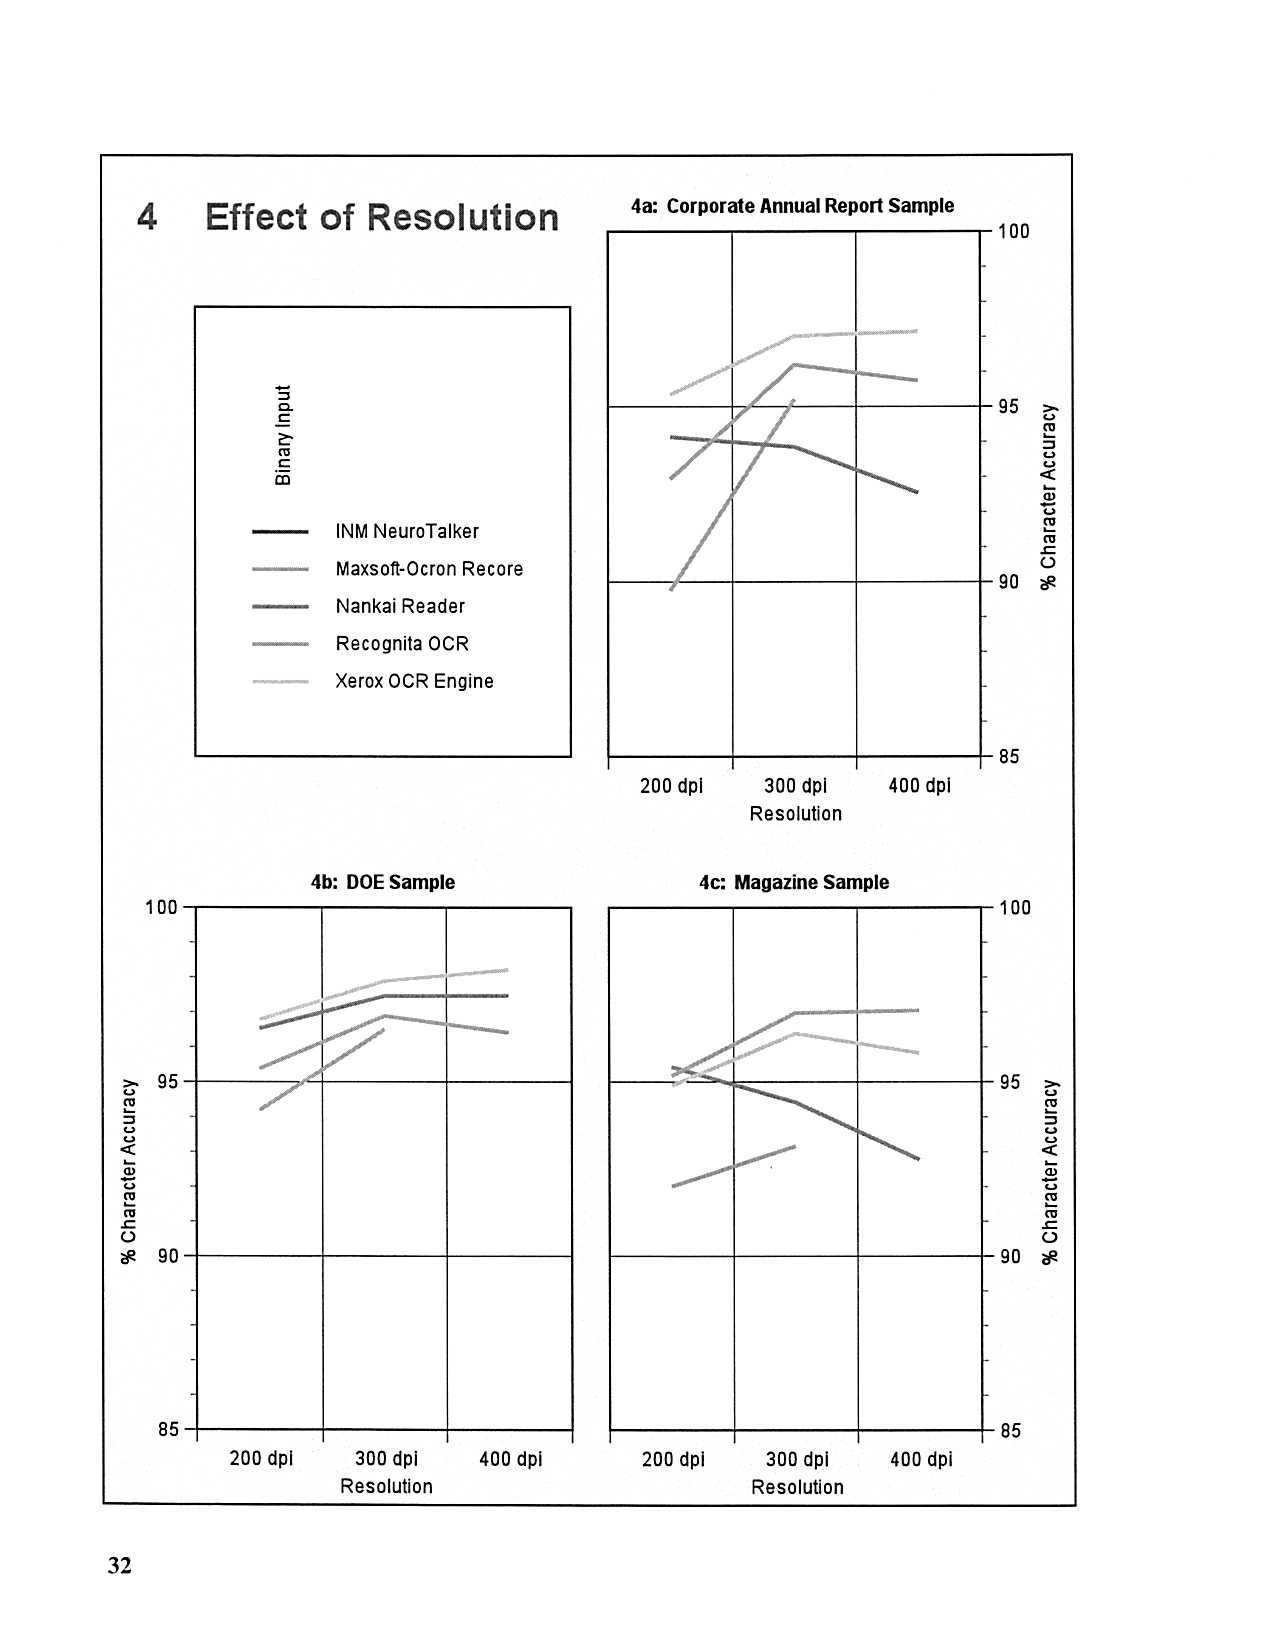 4 Effect of Resolution
Binary Input
INM NeuroTalker
Maxsoft-Ocron Recore
Nankai Reader
Recognita OCR
Xerox OCR Engine
4a: Corporate Annual Report Sample
100
95
90
85
% Character Accuracy
200 dpi 300 dpi 400 dpi
Resolution
4b: DOE Sample
100
95
90
85
% Character Accuracy
200 dpi 300 dpi 400 dpi
Resolution
4c: Magazine Sample
100
95
90
85
% Character Accuracy
200 dpi 300 dpi 400 dpi
Resolution
32